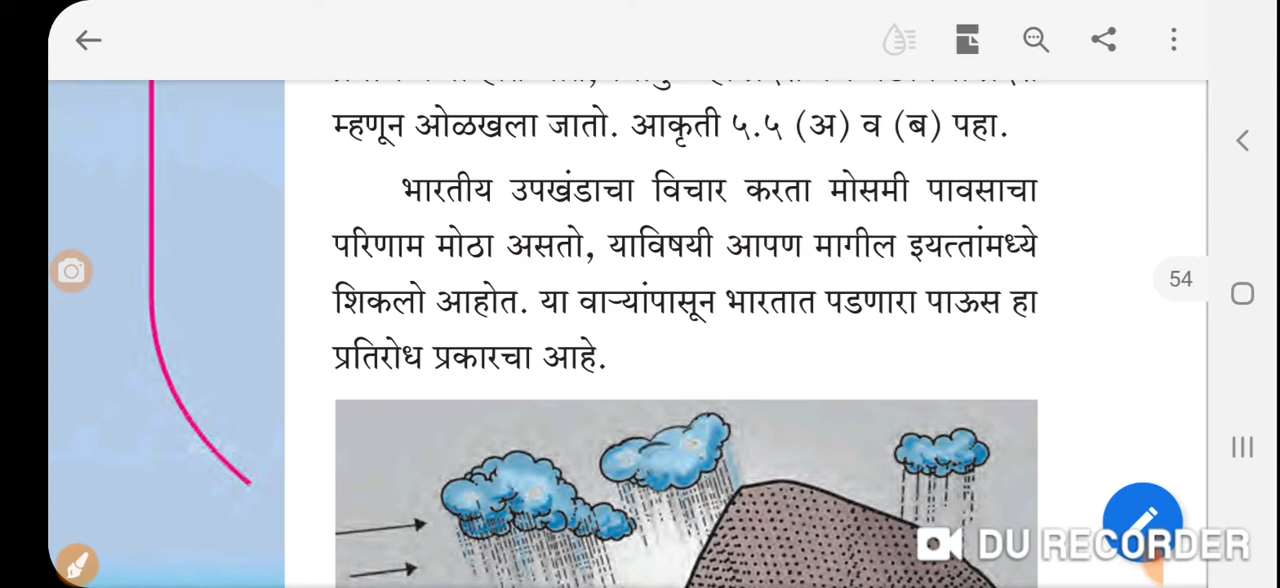 म्हणून ओळखला जातो. आकृती ५.५ (अ) व (ब) पहा.
भारतीय उपखंडाचा विचार करता मोसमी पावसाचा
परिणाम मोठा असतो, याविषयी आपण मागील इयत्तांमध्ये
शिकलो आहोत. या वाऱ्यांपासून भारतात पडणारा पाऊस हा
प्रतिरोध प्रकारचा आहे.
54
DU RECORDER